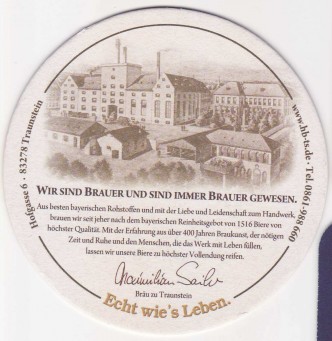 Hofgasse 6 · 83278 Traunstein
www.hb-ts.de · Tel. 0861-988 660
WIR SIND BRAUER UND SIND IMMER BRAUER GEWESEN.
Aus besten bayerischen Rohstoffen und mit der Liebe und Leidenschaft zum Handwerk,
brauen wir seit jeher nach dem bayerischen Reinheitsgebot von 1516 Biere von
höchster Qualität. Mit der Erfahrung aus über 400 Jahren Braukunst, der nötigen
Zeit und Ruhe und den Menschen, die das Werk mit Leben füllen,
lassen wir unsere Biere zu höchster Vollendung reifen.
Maximilian Sailer
Bräu zu Traunstein
Echt wie's Leben.